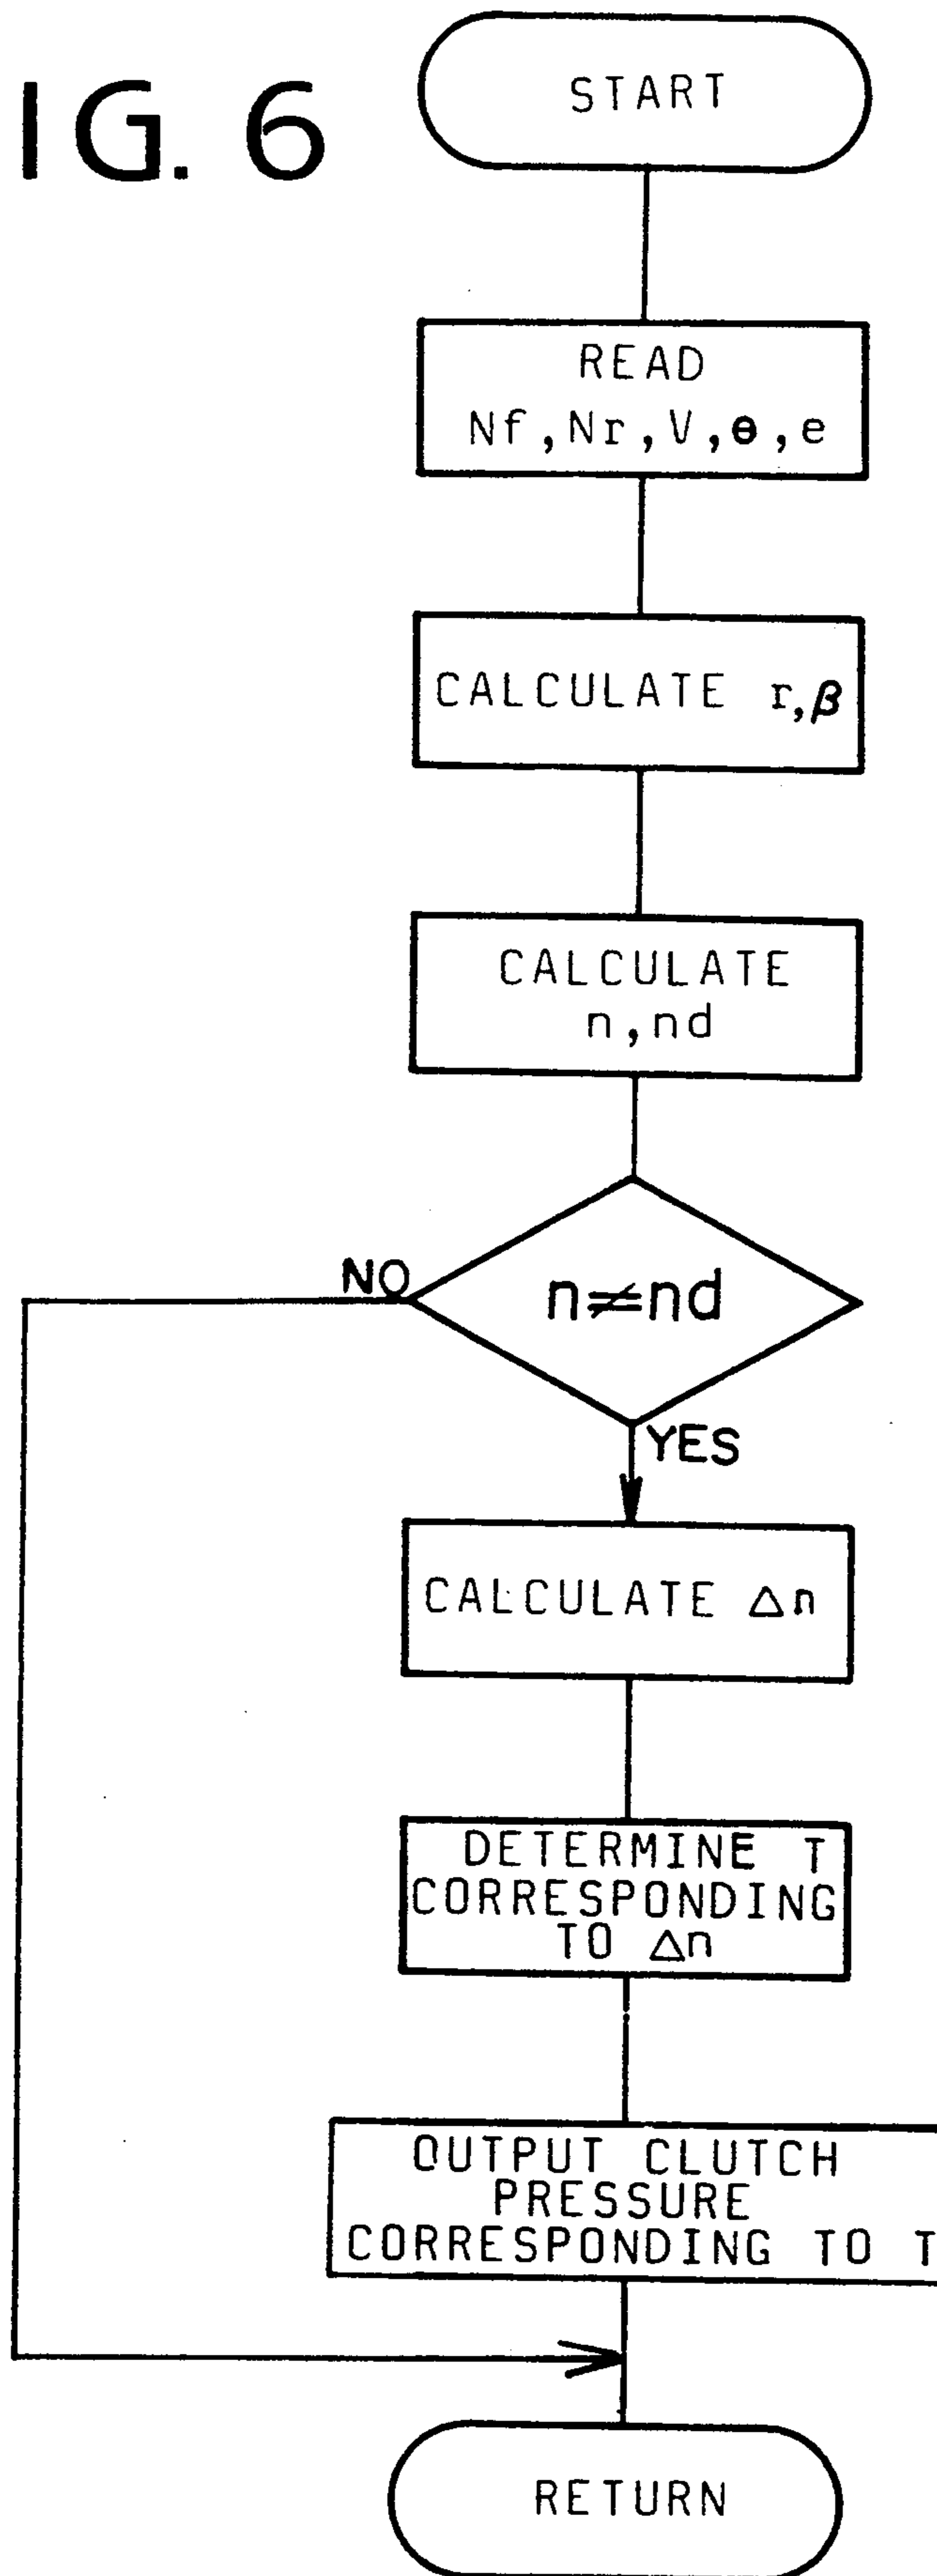 IG. 6
START
READ
Nf,Nr,V,θ,e
CALCULATE r,β
CALCULATE
n,nd
n≠nd
NO
YES
CALCULATE Δn
DETERMINE T
CORRESPONDING
TO Δn
OUTPUT CLUTCH
PRESSURE
CORRESPONDING TO T
RETURN